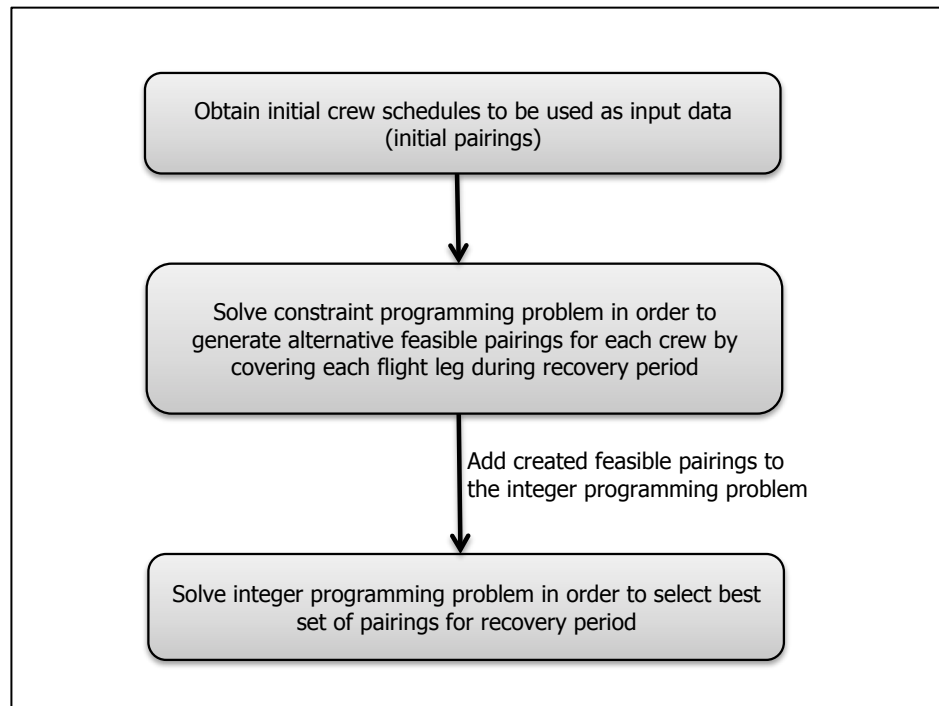 Obtain initial crew schedules to be used as input data
(initial pairings)
Solve constraint programming problem in order to
generate alternative feasible pairings for each crew by
covering each flight leg during recovery period
Add created feasible pairings to
the integer programming problem
Solve integer programming problem in order to select best
set of pairings for recovery period